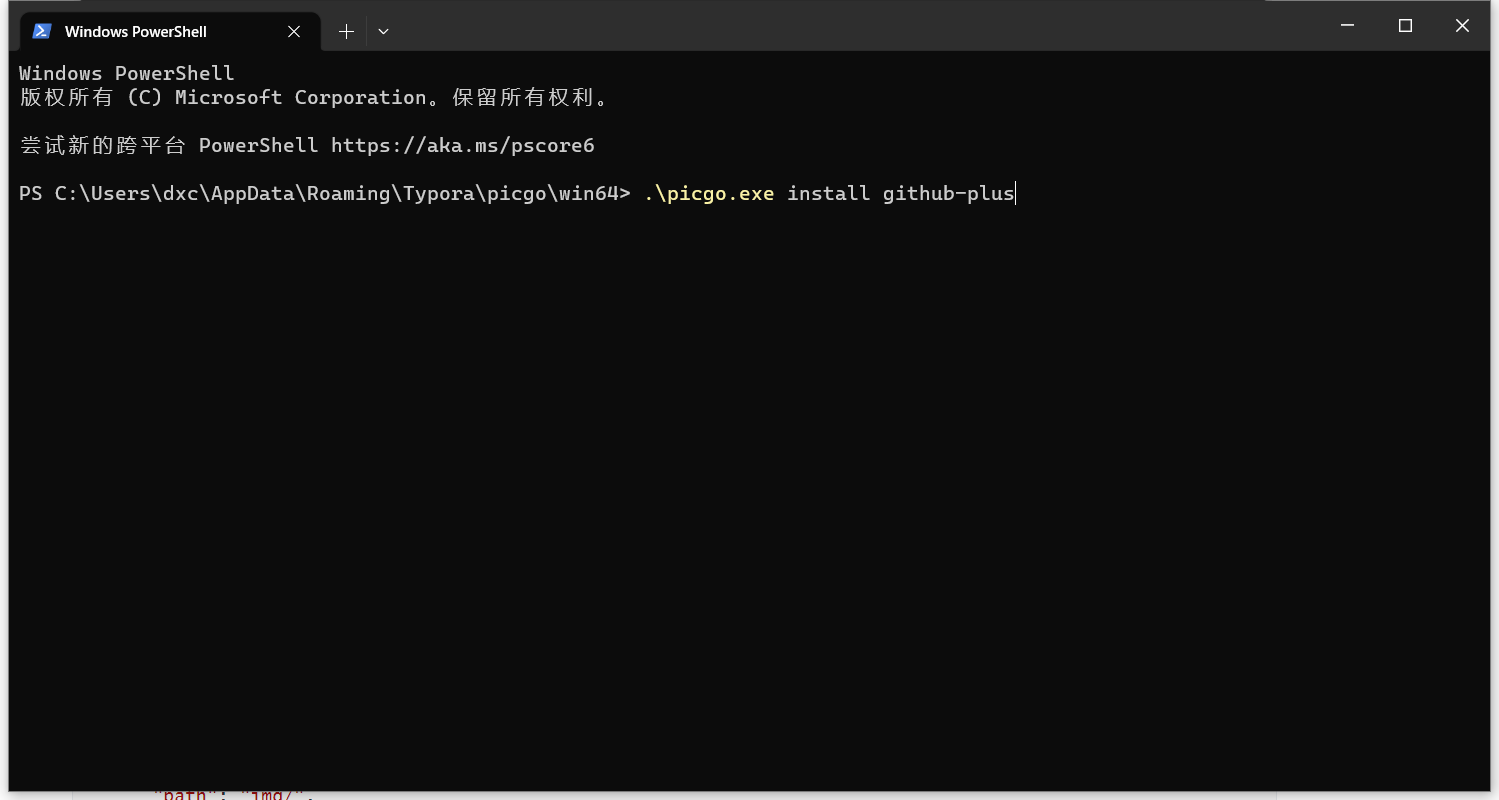 Windows PowerShell
Windows PowerShell
版权所有 (C) Microsoft Corporation。保留所有权利。
尝试新的跨平台 PowerShell https://aka.ms/pscore6
PS C:\Users\dxc\AppData\Roaming\Typora\picgo\win64> .\picgo.exe install github-plus
"path": "img/",